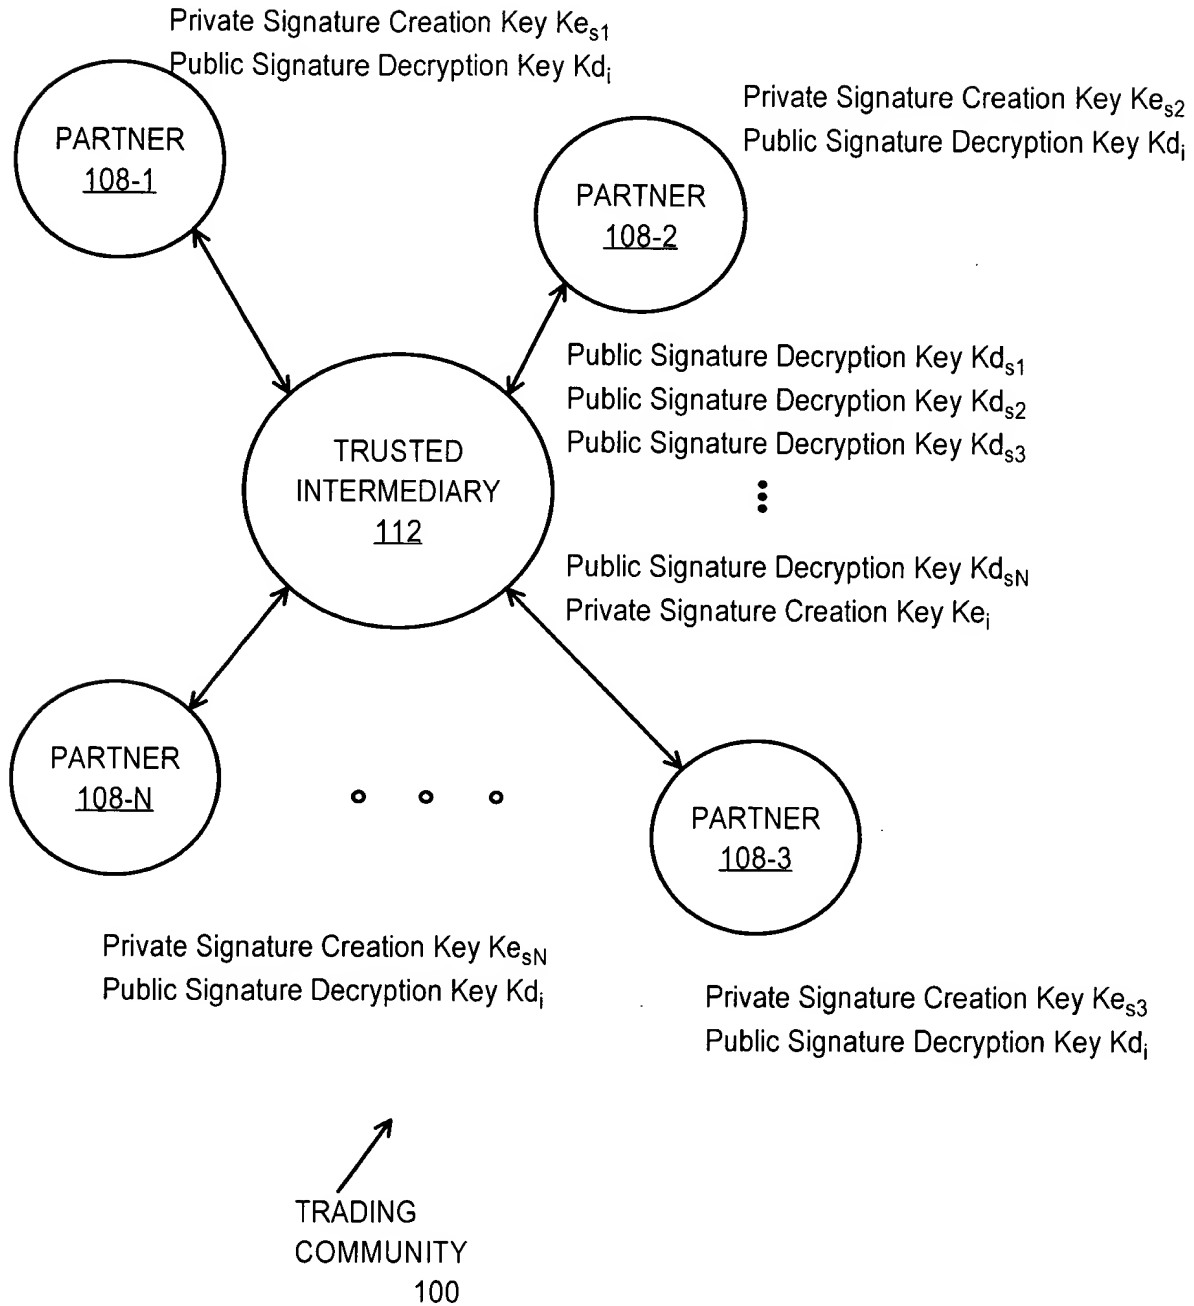 Private Signature Creation Key Kes1
Public Signature Decryption Key Kdi
PARTNER
108-1
Private Signature Creation Key Kes2
Public Signature Decryption Key Kdi
PARTNER
108-2
Public Signature Decryption Key Kds1
Public Signature Decryption Key Kds2
Public Signature Decryption Key Kds3
TRUSTED
INTERMEDIARY
112
Public Signature Decryption Key KdsN
Private Signature Creation Key Kei
PARTNER
108-N
PARTNER
108-3
Private Signature Creation Key KesN
Public Signature Decryption Key Kdi
Private Signature Creation Key Kes3
Public Signature Decryption Key Kdi
TRADING
COMMUNITY
100